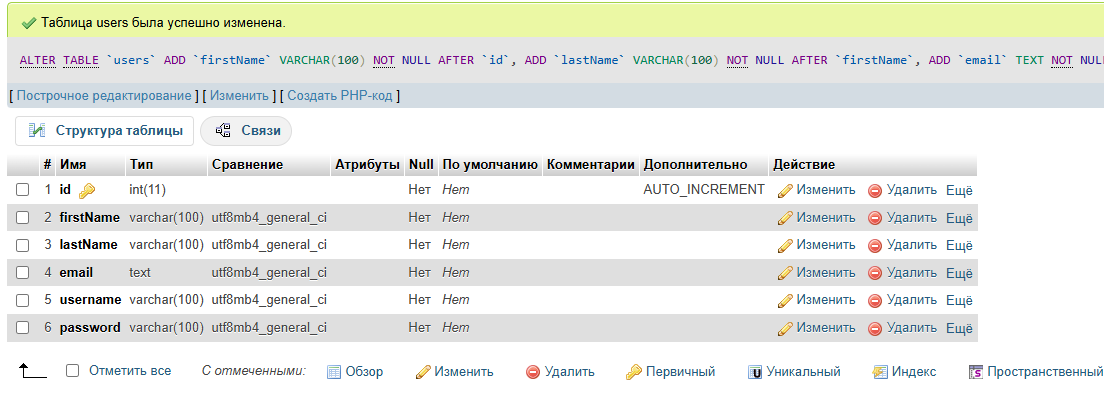 Таблица users была успешно изменена.
ALTER TABLE `users` ADD `firstName` VARCHAR(100) NOT NULL AFTER `id`, ADD `lastName` VARCHAR(100) NOT NULL AFTER `firstName`, ADD `email` TEXT NOT NUL
[ Построчное редактирование ] [ Изменить ] [ Создать PHP-код ]
Структура таблицы Связи
# Имя Тип Сравнение Атрибуты Null По умолчанию Комментарии Дополнительно Действие
1 id int(11) Нет Нет AUTO_INCREMENT Изменить Удалить Ещё
2 firstName varchar(100) utf8mb4_general_ci Нет Нет Изменить Удалить Ещё
3 lastName varchar(100) utf8mb4_general_ci Нет Нет Изменить Удалить Ещё
4 email text utf8mb4_general_ci Нет Нет Изменить Удалить Ещё
5 username varchar(100) utf8mb4_general_ci Нет Нет Изменить Удалить Ещё
6 password varchar(100) utf8mb4_general_ci Нет Нет Изменить Удалить Ещё
Отметить все С отмеченными: Обзор Изменить Удалить Первичный Уникальный Индекс Пространственный